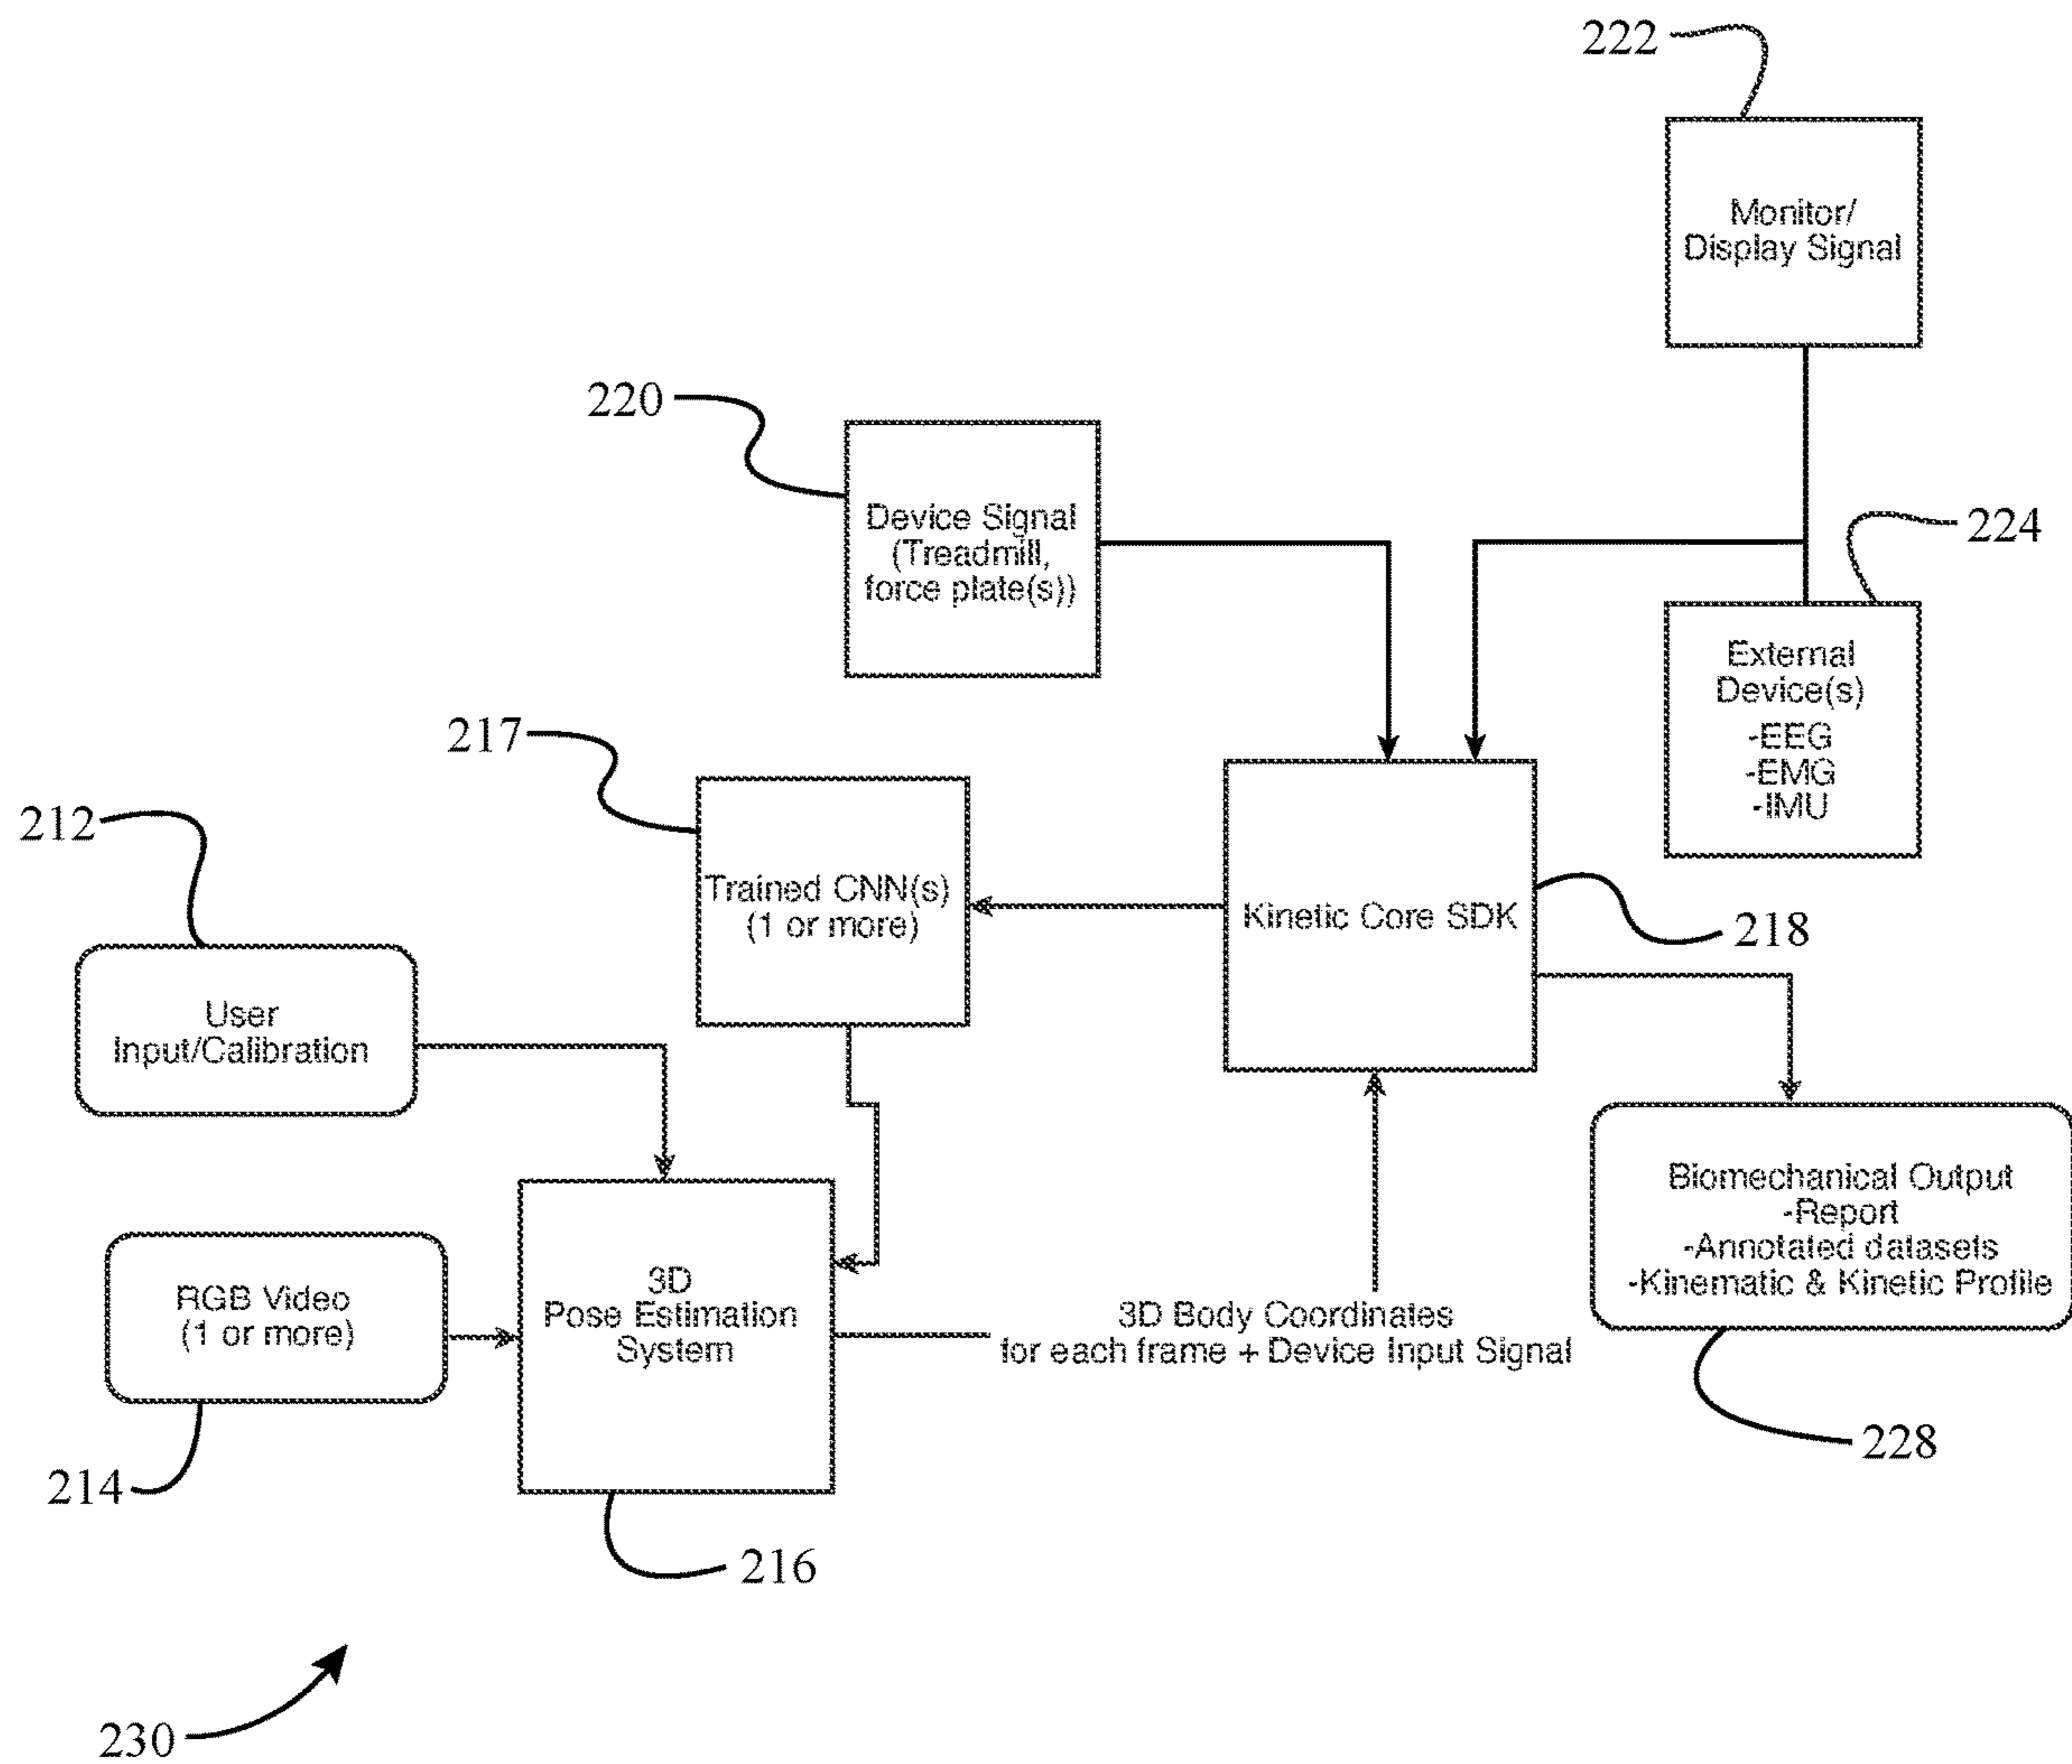 222
Monitor/
Display Signal
220
Device Signal
(Treadmill,
force plate(s))
224
External
Device(s)
-EEG
-EMG
-IMU
217
Trained CNN(s)
(1 or more)
Kinetic Core SDK
218
212
User
Input/Calibration
RGB Video
(1 or more)
214
3D
Pose Estimation
System
216
3D Body Coordinates
for each frame + Device Input Signal
Biomechanical Output
-Report
-Annotated datasets
-Kinematic & Kinetic Profile
228
230